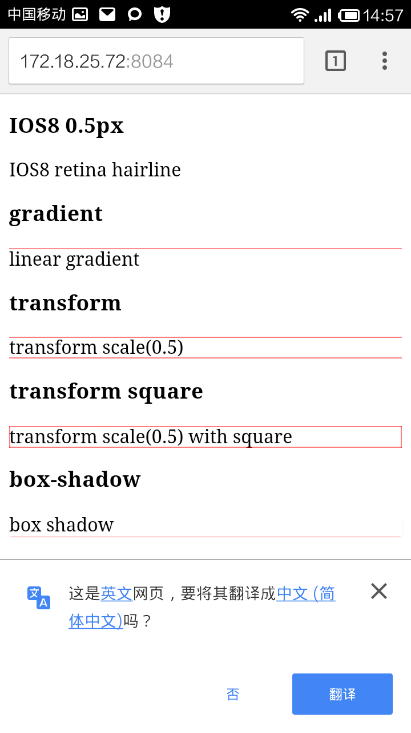 中国移动 14:57
172.18.25.72:8084 1
IOS8 0.5px
IOS8 retina hairline
gradient
linear gradient
transform
transform scale(0.5)
transform square
transform scale(0.5) with square
box-shadow
box shadow
文 A
这是英文网页，要将其翻译成中文 (简
体中文)吗？
否 翻译